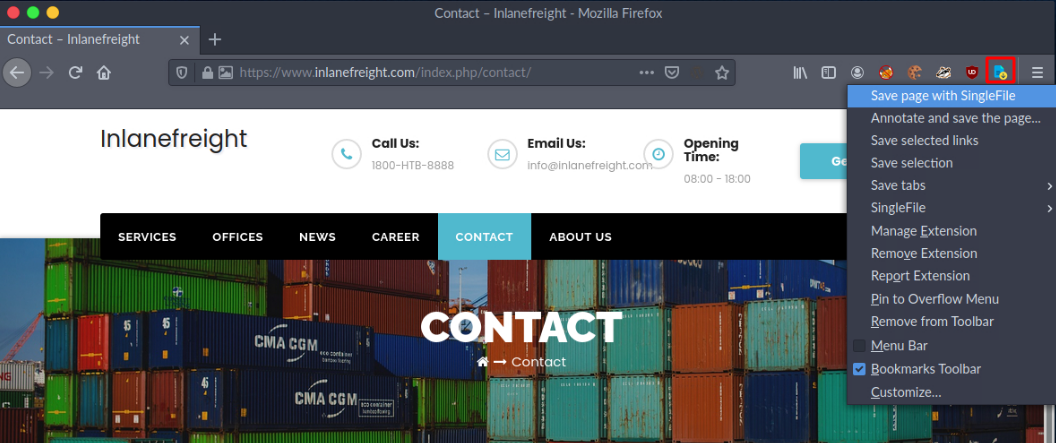 Contact – Inlanefreight - Mozilla Firefox
Contact – Inlanefreight
https://www.inlanefreight.com/index.php/contact/
Save page with SingleFile
Annotate and save the page...
Save selected links
Save selection
Save tabs
SingleFile
Manage Extension
Remove Extension
Report Extension
Pin to Overflow Menu
Remove from Toolbar
Menu Bar
Bookmarks Toolbar
Customize...
Inlanefreight
Call Us:
1800-HTB-8888
Email Us:
info@inlanefreight.com
Opening
Time:
08:00 - 18:00
Ge
SERVICES OFFICES NEWS CAREER CONTACT ABOUT US
CONTACT
Contact
45
45
CMA CGM
45
CMA CGM